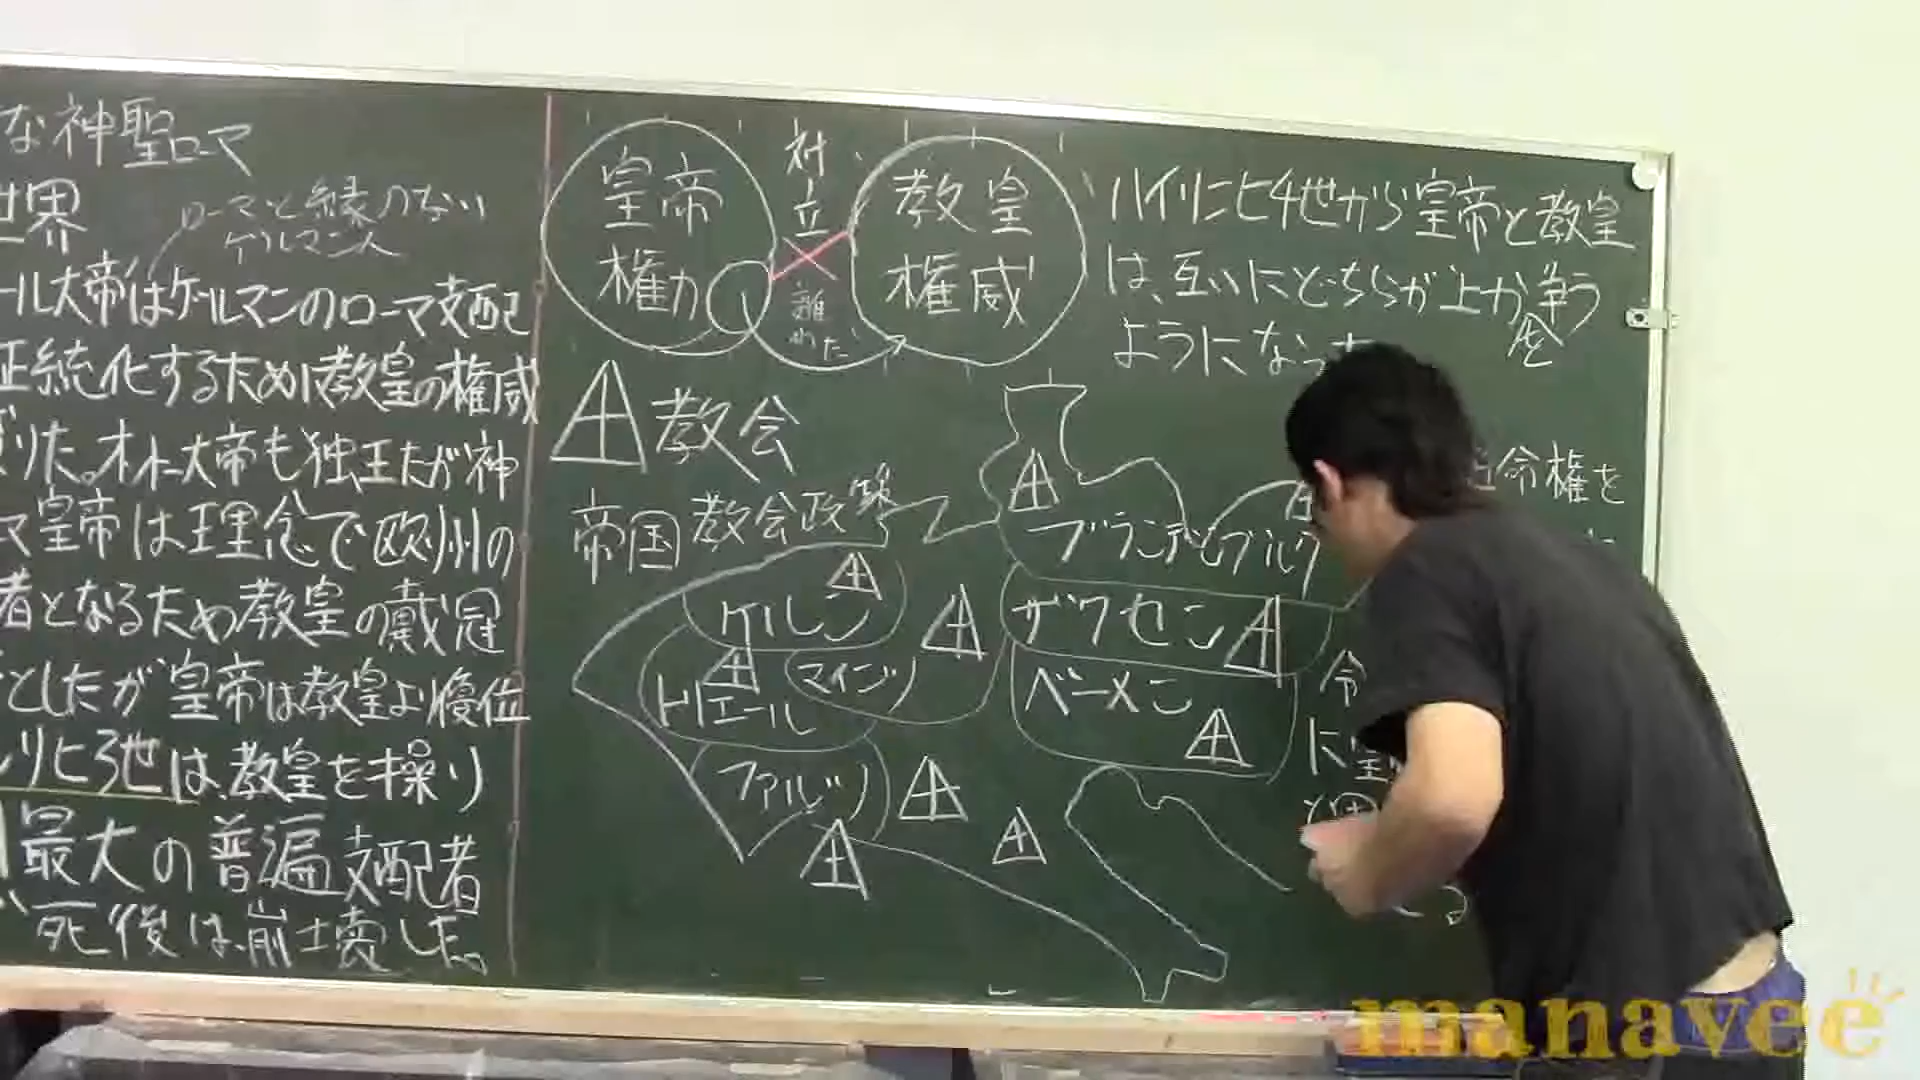 な神聖ローマ
世界
ローマと縁のない
ゲルマン人
ール大帝はゲルマンのローマ支配
正統化するために教皇の権威
りた。オットー大帝も独王だが神
マ皇帝は理念で欧州の
者となるため教皇の戴冠
としたが皇帝は教皇より優位
リヒ3世は、教皇を操り
最大の普遍支配者
死後は、崩壊した。
皇帝
権力
対立
離れた
教皇
権威
教会
帝国教会政策
ケルン
トリエール
マインツ
ファルツ
ブランデンブルク
ザクセン
ベーメン
ハインリヒ4世から皇帝と教皇
は、互いにどちらが上か争う
を
ようになった
命権を
manavee